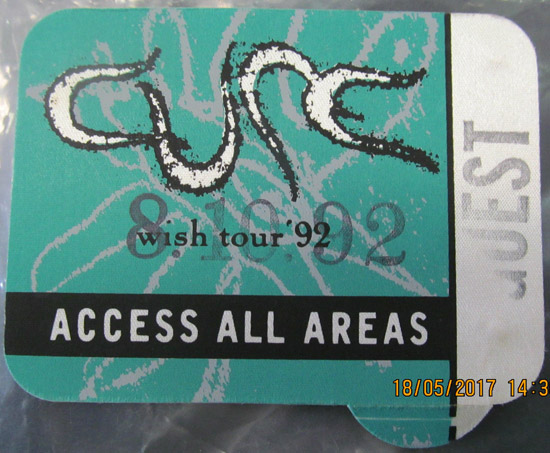 CURE
8.10.92
wish tour '92
ACCESS ALL AREAS
GUEST
18/05/2017 14:3